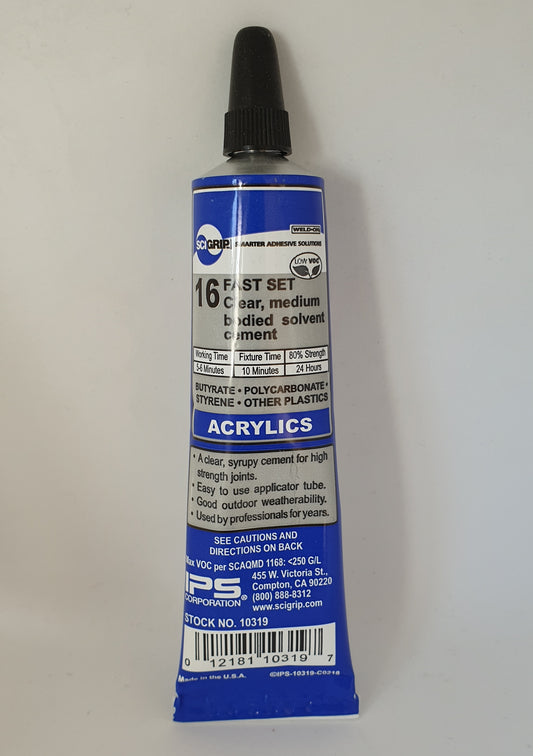 WELD-ON
SCIGRIP. SMARTER ADHESIVE SOLUTIONS
LOW VOC
16 FAST SET
Clear, medium
bodied solvent
cement
Working Time Fixture Time 80% Strength
5-6 Minutes 10 Minutes 24 Hours
BUTYRATE • POLYCARBONATE •
STYRENE • OTHER PLASTICS
ACRYLICS
• A clear, syrupy cement for high
strength joints.
• Easy to use applicator tube.
• Good outdoor weatherability.
• Used by professionals for years.
SEE CAUTIONS AND
DIRECTIONS ON BACK
Max VOC per SCAQMD 1168: <250 G/L
IPS CORPORATION®
455 W. Victoria St.,
Compton, CA 90220
(800) 888-8312
www.scigrip.com
STOCK NO. 10319
0 12181 10319 7
Made in the U.S.A. ©IPS-10319-C0218